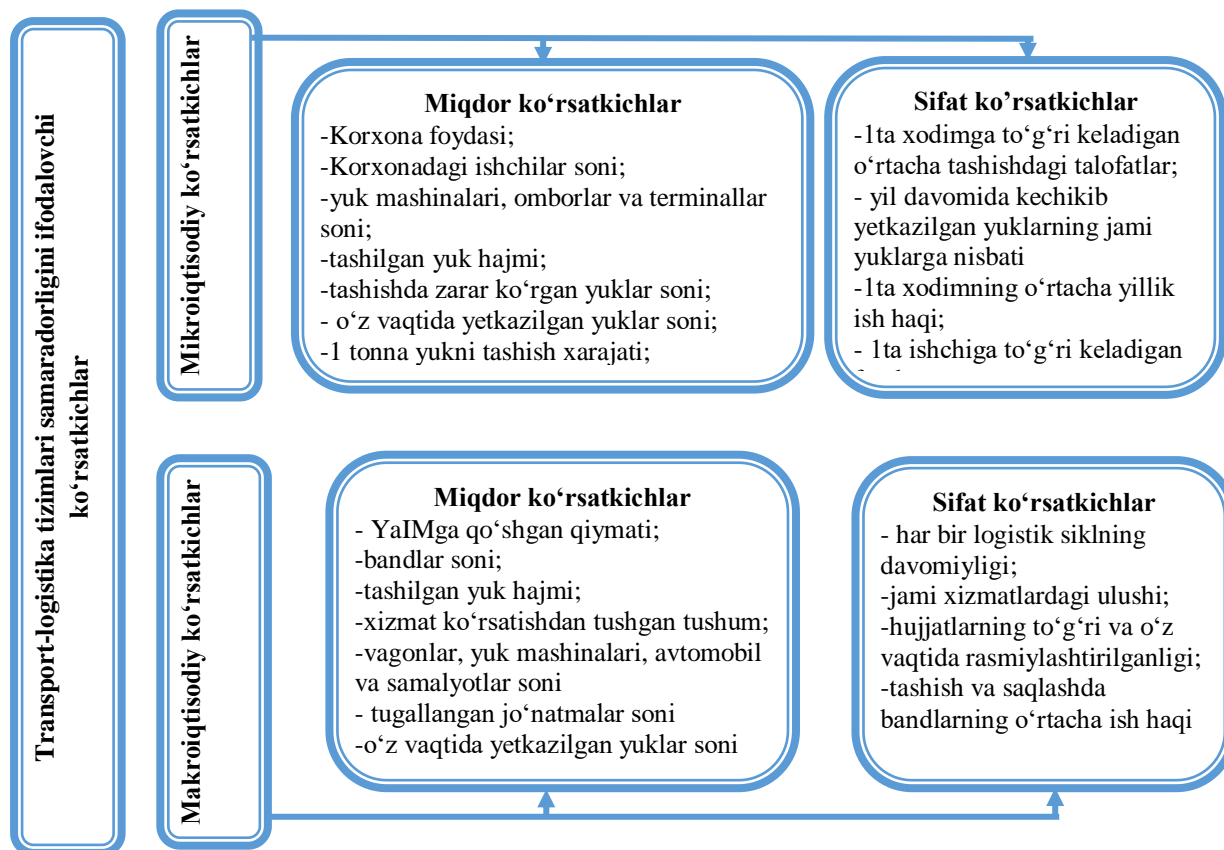 Transport-logistika tizimlari samaradorligini ifodalovchi
ko‘rsatkichlar
Mikroiqtisodiy ko‘rsatkichlar
Miqdor ko‘rsatkichlar
-Korxona foydasi;
-Korxonadagi ishchilar soni;
-yuk mashinalari, omborlar va terminallar
soni;
-tashilgan yuk hajmi;
-tashishda zarar ko‘rgan yuklar soni;
- o‘z vaqtida yetkazilgan yuklar soni;
-1 tonna yukni tashish xarajati;
Sifat ko’rsatkichlar
-1ta xodimga to‘g‘ri keladigan
o‘rtacha tashishdagi talofatlar;
- yil davomida kechikib
yetkazilgan yuklarning jami
yuklarga nisbati
-1ta xodimning o‘rtacha yillik
ish haqi;
- 1ta ishchiga to‘g‘ri keladigan
Makroiqtisodiy ko‘rsatkichlar
Miqdor ko‘rsatkichlar
- YaIMga qo‘shgan qiymati;
-bandlar soni;
-tashilgan yuk hajmi;
-xizmat ko‘rsatishdan tushgan tushum;
-vagonlar, yuk mashinalari, avtomobil
va samalyotlar soni
- tugallangan jo‘natmalar soni
-o‘z vaqtida yetkazilgan yuklar soni
Sifat ko‘rsatkichlar
- har bir logistik siklning
davomiyligi;
-jami xizmatlardagi ulushi;
-hujjatlarning to‘g‘ri va o‘z
vaqtida rasmiylashtirilganligi;
-tashish va saqlashda
bandlarning o‘rtacha ish haqi